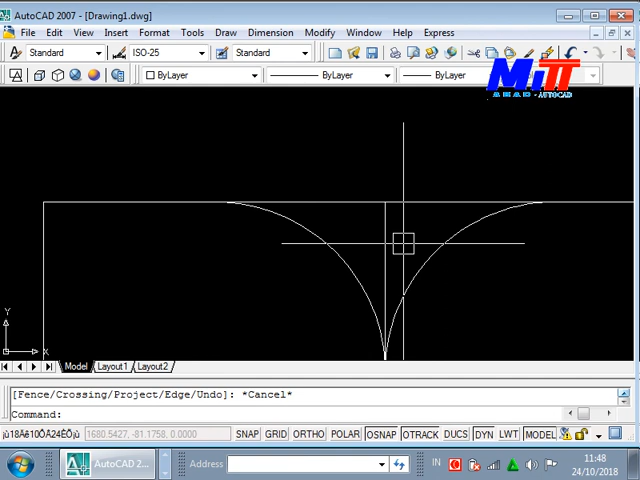 AutoCAD 2007 - [Drawing1.dwg]
File Edit View Insert Format Tools Draw Dimension Modify Window Help Express
Standard ISO-25 Standard
ByLayer ByLayer ByLayer
MiTT
AHAD - AUTOCAD
Y
X
Model Layout1 Layout2
[Fence/Crossing/Project/Edge/Undo]: *Cancel*
Command:
1680.5427, -81.1758, 0.0000 SNAP GRID ORTHO POLAR OSNAP OTRACK DUCS DYN LWT MODEL
AutoCAD 2... Address IN 11:48
24/10/2018